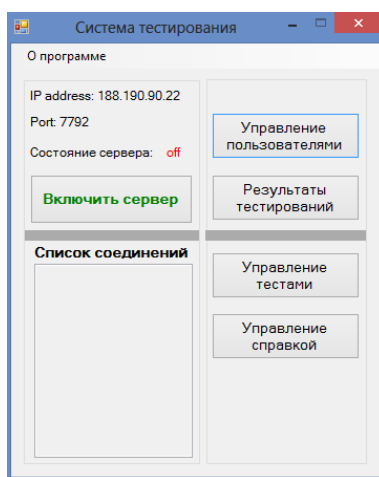 Система тестирования
О программе
IP address: 188.190.90.22
Port: 7792
Состояние сервера: off
Включить сервер
Список соединений
Управление
пользователями
Результаты
тестирований
Управление
тестами
Управление
справкой